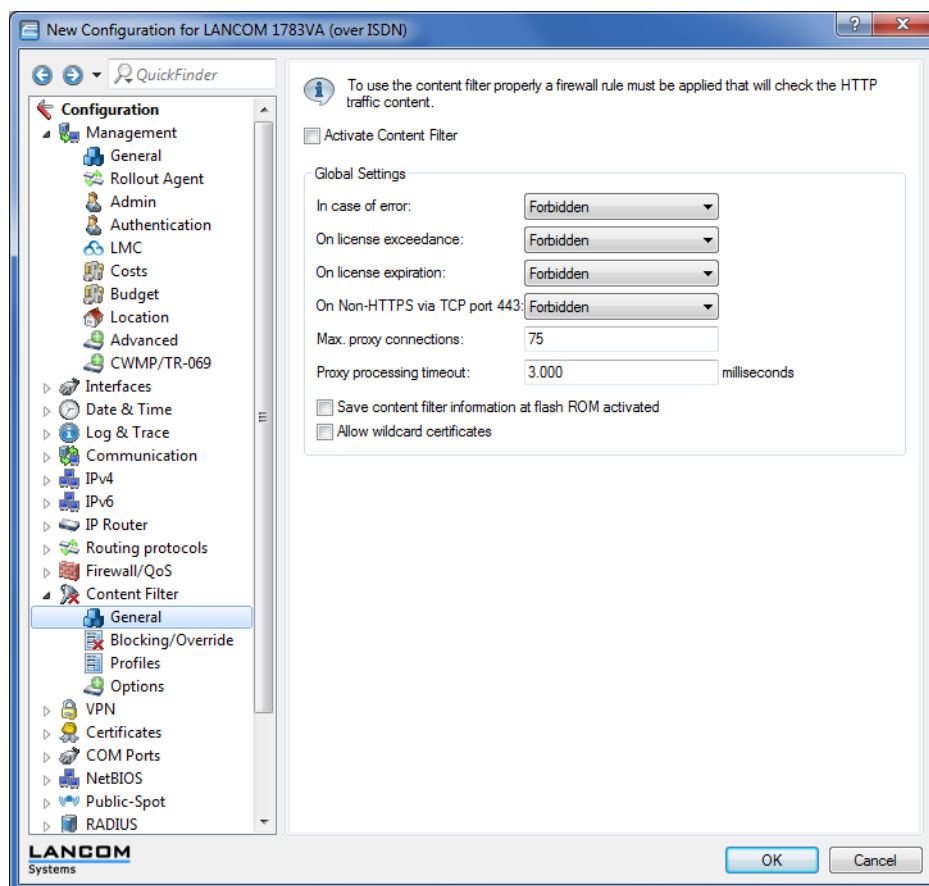 New Configuration for LANCOM 1783VA (over ISDN)
QuickFinder
Configuration
Management
General
Rollout Agent
Admin
Authentication
LMC
Costs
Budget
Location
Advanced
CWMP/TR-069
Interfaces
Date & Time
Log & Trace
Communication
IPv4
IPv6
IP Router
Routing protocols
Firewall/QoS
Content Filter
General
Blocking/Override
Profiles
Options
VPN
Certificates
COM Ports
NetBIOS
Public-Spot
RADIUS
To use the content filter properly a firewall rule must be applied that will check the HTTP
traffic content.
Activate Content Filter
Global Settings
In case of error: Forbidden
On license exceedance: Forbidden
On license expiration: Forbidden
On Non-HTTPS via TCP port 443: Forbidden
Max. proxy connections: 75
Proxy processing timeout: 3.000 milliseconds
Save content filter information at flash ROM activated
Allow wildcard certificates
LANCOM
Systems
OK Cancel